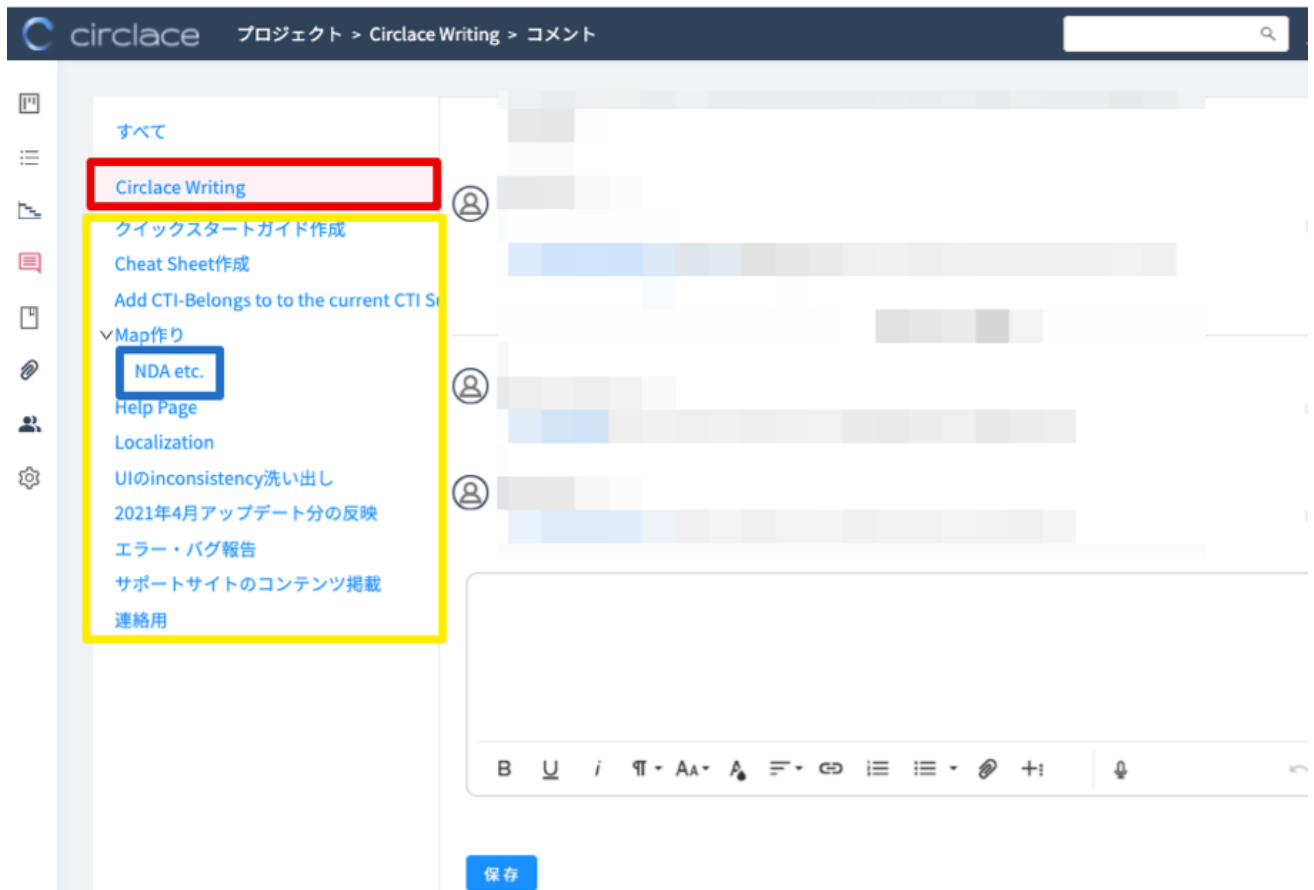 circlace プロジェクト > Circlace Writing > コメント
すべて
Circlace Writing
クイックスタートガイド作成
Cheat Sheet作成
Add CTI-Belongs to to the current CTI
Map作り
NDA etc.
Help Page
Localization
UIのinconsistency洗い出し
2021年4月アップデート分の反映
エラー・バグ報告
サポートサイトのコンテンツ掲載
連絡用
B U i ¶ AA A
保存